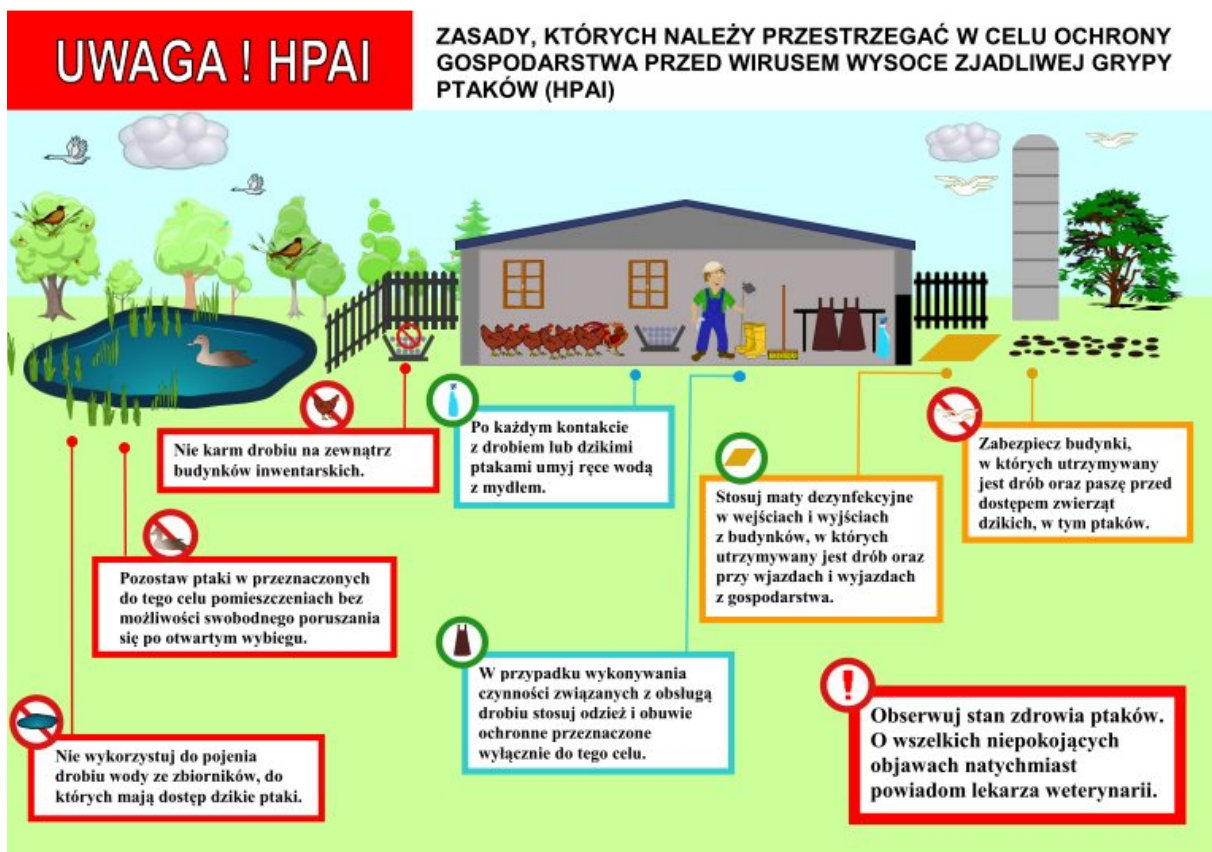 UWAGA ! HPAI
ZASADY, KTÓRYCH NALEŻY PRZESTRZEGAĆ W CELU OCHRONY
GOSPODARSTWA PRZED WIRUSEM WYSOCE ZJADLIWEJ GRYPY
PTAKÓW (HPAI)
Nie karm drobiu na zewnątrz
budynków inwentarskich.
Po każdym kontakcie
z drobiem lub dzikimi
ptakami umyj ręce wodą
z mydłem.
Stosuj maty dezynfekcyjne
w wejściach i wyjściach
z budynków, w których
utrzymywany jest drób oraz
przy wjazdach i wyjazdach
z gospodarstwa.
Zabezpiecz budynki,
w których utrzymywany
jest drób oraz paszę przed
dostępem zwierząt
dzikich, w tym ptaków.
Pozostaw ptaki w przeznaczonych
do tego celu pomieszczeniach bez
możliwości swobodnego poruszania
się po otwartym wybiegu.
W przypadku wykonywania
czynności związanych z obsługą
drobiu stosuj odzież i obuwie
ochronne przeznaczone
wyłącznie do tego celu.
Nie wykorzystuj do pojenia
drobiu wody ze zbiorników, do
których mają dostęp dzikie ptaki.
Obserwuj stan zdrowia ptaków.
O wszelkich niepokojących
objawach natychmiast
powiadom lekarza weterynarii.